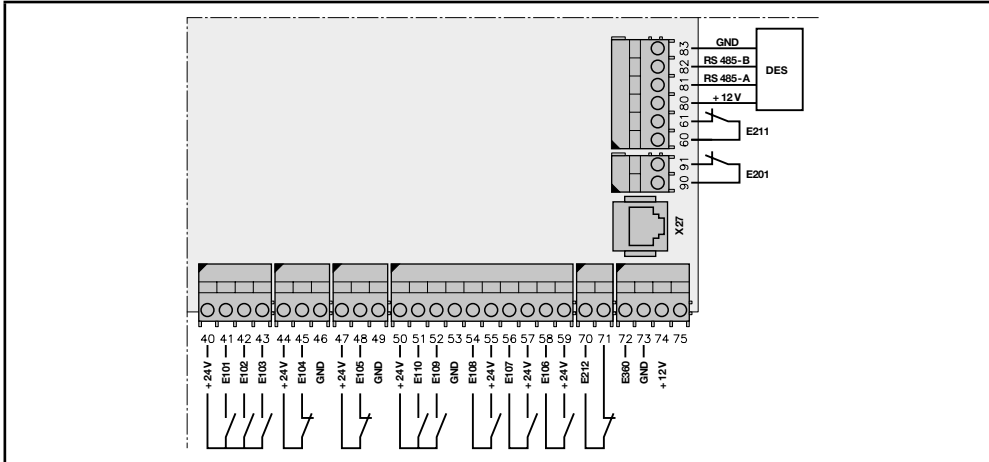 GND
83
RS 485-B
82
RS 485-A
81
DES
+ 12 V
80
61
60
E211
91
90
E201
X27
40 41 42 43 44 45 46 47 48 49 50 51 52 53 54 55 56 57 58 59 70 71 72 73 74 75
+24V E101 E102 E103 +24V E104 GND +24V E105 GND +24V E110 E109 GND E108 +24V E107 +24V E106 +24V E212 E360 GND +12V